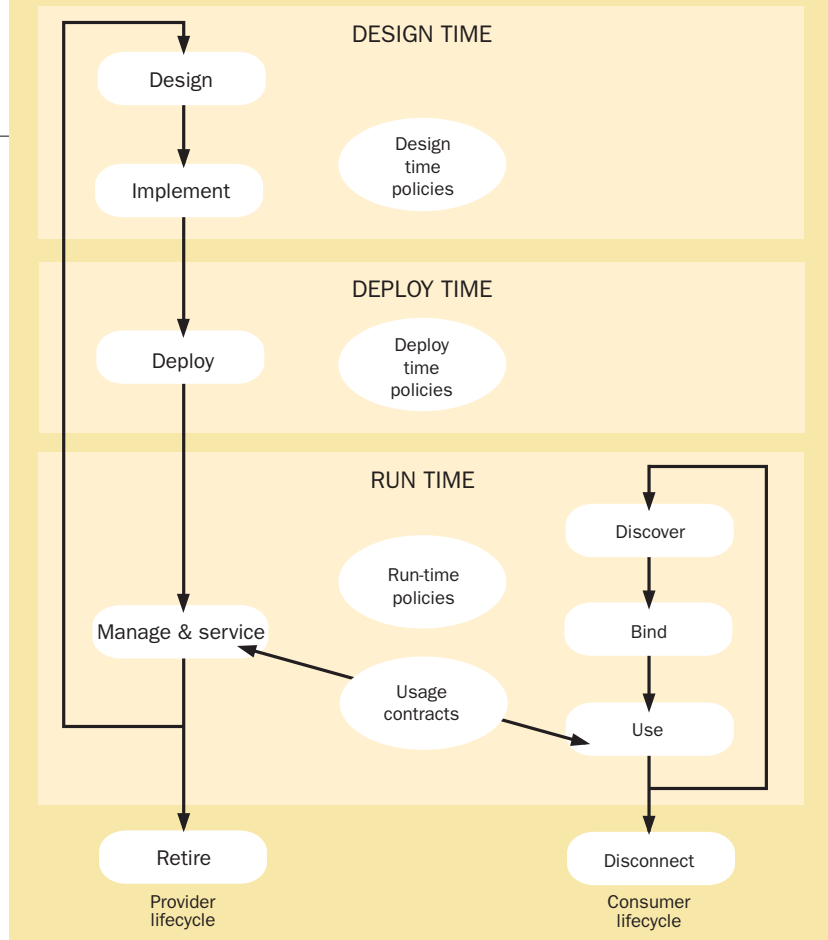 DESIGN TIME
Design
Design
time
policies
Implement
DEPLOY TIME
Deploy
Deploy
time
policies
RUN TIME
Discover
Run-time
policies
Manage & service
Bind
Usage
contracts
Use
Retire
Disconnect
Provider
lifecycle
Consumer
lifecycle